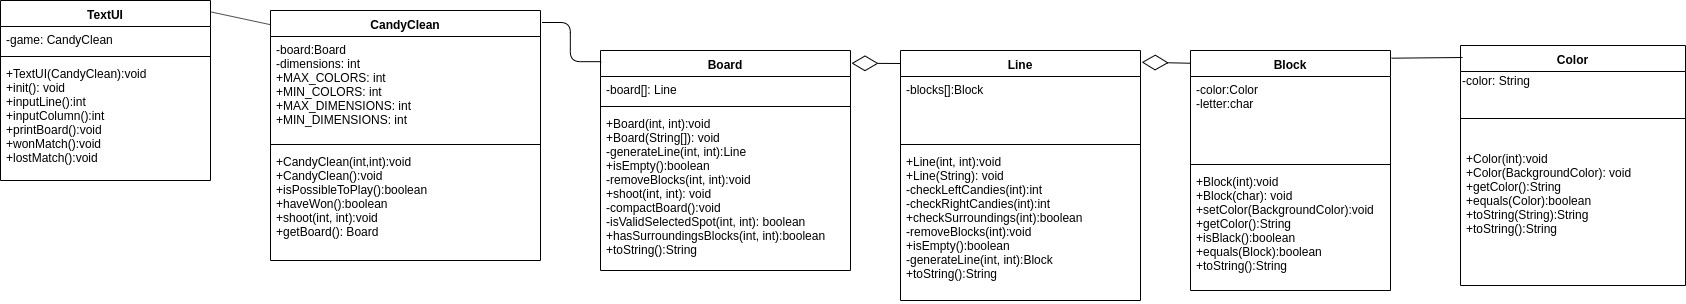 TextUI
-game: CandyClean
+TextUI(CandyClean):void
+init(): void
+inputLine():int
+inputColumn():int
+printBoard():void
+wonMatch():void
+lostMatch():void
CandyClean
-board:Board
-dimensions: int
+MAX_COLORS: int
+MIN_COLORS: int
+MAX_DIMENSIONS: int
+MIN_DIMENSIONS: int
+CandyClean(int,int):void
+CandyClean():void
+isPossibleToPlay():boolean
+haveWon():boolean
+shoot(int, int):void
+getBoard(): Board
Board
-board[]: Line
+Board(int, int):void
+Board(String[]): void
-generateLine(int, int):Line
+isEmpty():boolean
-removeBlocks(int, int):void
+shoot(int, int): void
-compactBoard():void
-isValidSelectedSpot(int, int): boolean
+hasSurroundingsBlocks(int, int):boolean
+toString():String
Line
-blocks[]:Block
+Line(int, int):void
+Line(String): void
-checkLeftCandies(int):int
-checkRightCandies(int):int
+checkSurroundings(int):boolean
-removeBlocks(int):void
+isEmpty():boolean
-generateLine(int, int):Block
+toString():String
Block
-color:Color
-letter:char
+Block(int):void
+Block(char): void
+setColor(BackgroundColor):void
+getColor():String
+isBlack():boolean
+equals(Block):boolean
+toString():String
Color
-color: String
+Color(int):void
+Color(BackgroundColor): void
+getColor():String
+equals(Color):boolean
+toString(String):String
+toString():String